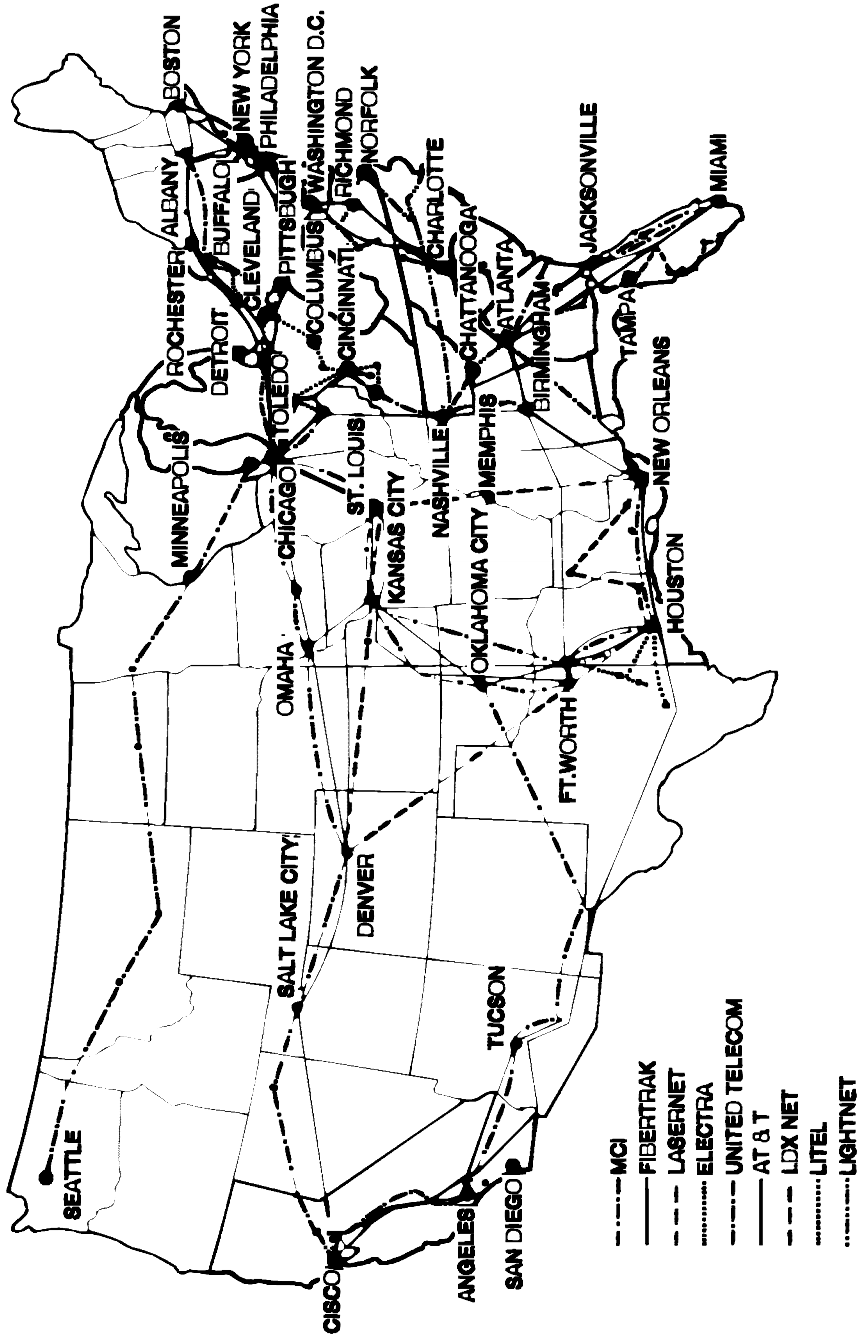 SEATTLE
CISCO
ANGELES
SAN DIEGO
SALT LAKE CITY
TUCSON
DENVER
FT. WORTH
OMAHA
OKLAHOMA CITY
KANSAS CITY
HOUSTON
MINNEAPOLIS
CHICAGO
ST. LOUIS
NASHVILLE
MEMPHIS
NEW ORLEANS
DETROIT
TOLEDO
BIRMINGHAM
ROCHESTER
CLEVELAND
COLUMBUS
CINCINNATI
CHATTANOOGA
ATLANTA
TAMPA
ALBANY
BUFFALO
PITTSBURGH
CHARLOTTE
JACKSONVILLE
BOSTON
NEW YORK
PHILADELPHIA
WASHINGTON D.C.
RICHMOND
NORFOLK
MIAMI
MCI
FIBERTRAK
LASERNET
ELECTRA
UNITED TELECOM
AT & T
LDX NET
LITEL
LIGHTNET